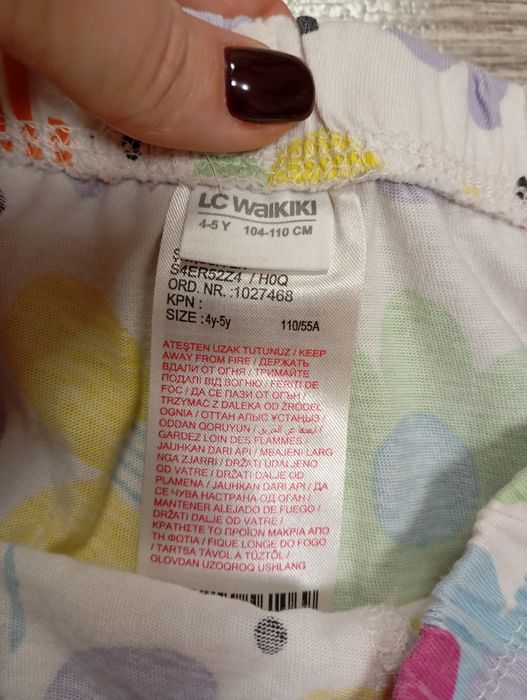 LC WAIKIKI
4-5 Y 104-110 CM
S4ER52Z4 / H0Q
ORD. NR. :1027468
KPN :
SIZE : 4y-5y 110/55A
ATEŞTEN UZAK TUTUNUZ / KEEP
AWAY FROM FIRE / ДЕРЖАТЬ
ВДАЛИ ОТ ОГНЯ / ТРИМАЙТЕ
ПОДАЛІ ВІД ВОГНЮ / FERITI DE
FOC / ДА СЕ ПАЗИ ОТ ОГЪН /
TRZYMAĆ Z DALEKA OD ŹRÓDEŁ
OGNIA / ОТТАН АЛЫС ҰСТАҢЫЗ /
ODDAN QORUYUN /
GARDEZ LOIN DES FLAMMES /
JAUHKAN DARI API / MBAJENI LARG
NGA ZJARRI / DRŽATI UDALJENO
OD VATRE / DRŽATI DALJE OD
PLAMENA / JAUHKAN DARI API / ДА
СЕ ЧУВА НАСТРАНА ОД ОГАН /
MANTENER ALEJADO DE FUEGO /
DRŽATI DALJE OD VATRE /
ΚΡΑΤΗΣΤΕ ΤΟ ΠΡΟΪΟΝ ΜΑΚΡΙΑ ΑΠΟ
ΤΗ ΦΩΤΙΑ / FIQUE LONGE DO FOGO
/ TARTSA TÁVOL A TŰZTŐL /
OLOVDAN UZOQROQ USHLANG